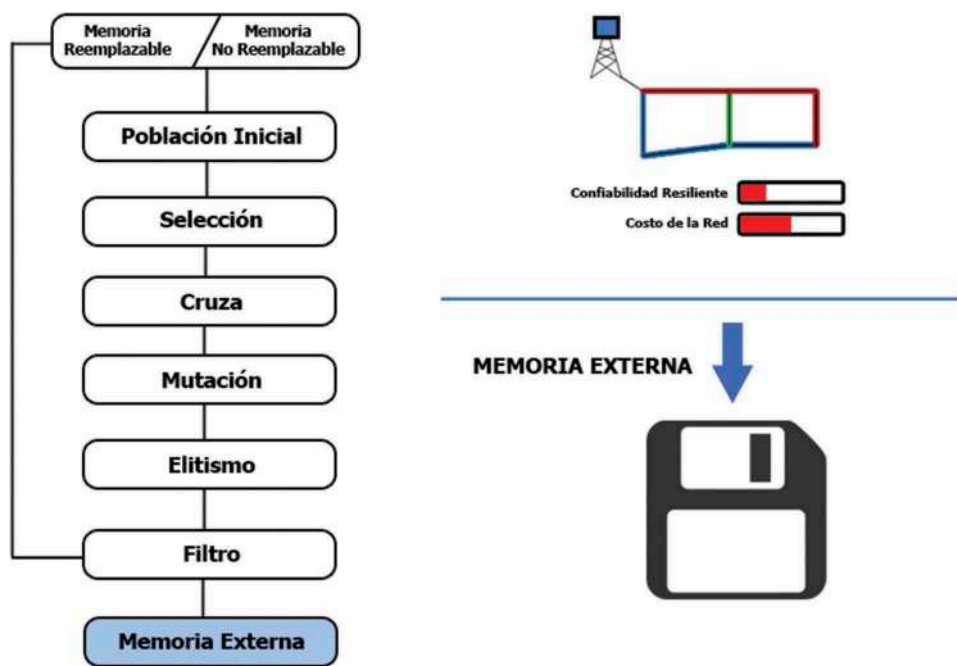 Memoria
Reemplazable
Memoria
No Reemplazable
Población Inicial
Selección
Cruza
Mutación
Elitismo
Filtro
Memoria Externa
Confiabilidad Resiliente
Costo de la Red
MEMORIA EXTERNA